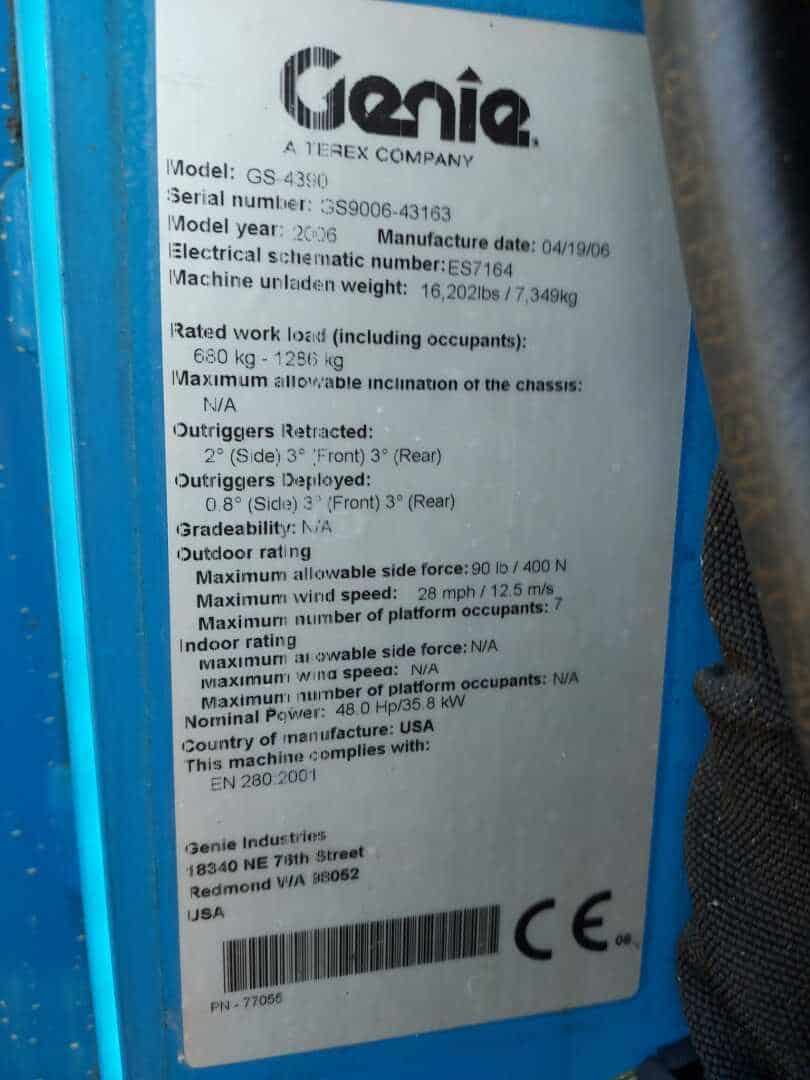 Genie
A TEREX COMPANY
Model: GS-4390
Serial number: GS9006-43163
Model year: 2006 Manufacture date: 04/19/06
Electrical schematic number: ES7164
Machine unladen weight: 16,202lbs / 7,349kg
Rated work load (including occupants):
680 kg - 1286 kg
Maximum allowable inclination of the chassis:
N/A
Outriggers Retracted:
2° (Side) 3° (Front) 3° (Rear)
Outriggers Deployed:
0.8° (Side) 3° (Front) 3° (Rear)
Gradeability: N/A
Outdoor rating
Maximum allowable side force: 90 lb / 400 N
Maximum wind speed: 28 mph / 12.5 m/s
Maximum number of platform occupants: 7
Indoor rating
Maximum allowable side force: N/A
Maximum wind speed: N/A
Maximum number of platform occupants: N/A
Nominal Power: 48.0 Hp/35.8 kW
Country of manufacture: USA
This machine complies with:
EN 280:2001
Genie Industries
18340 NE 76th Street
Redmond WA 98052
USA
CE 06
PN - 77056